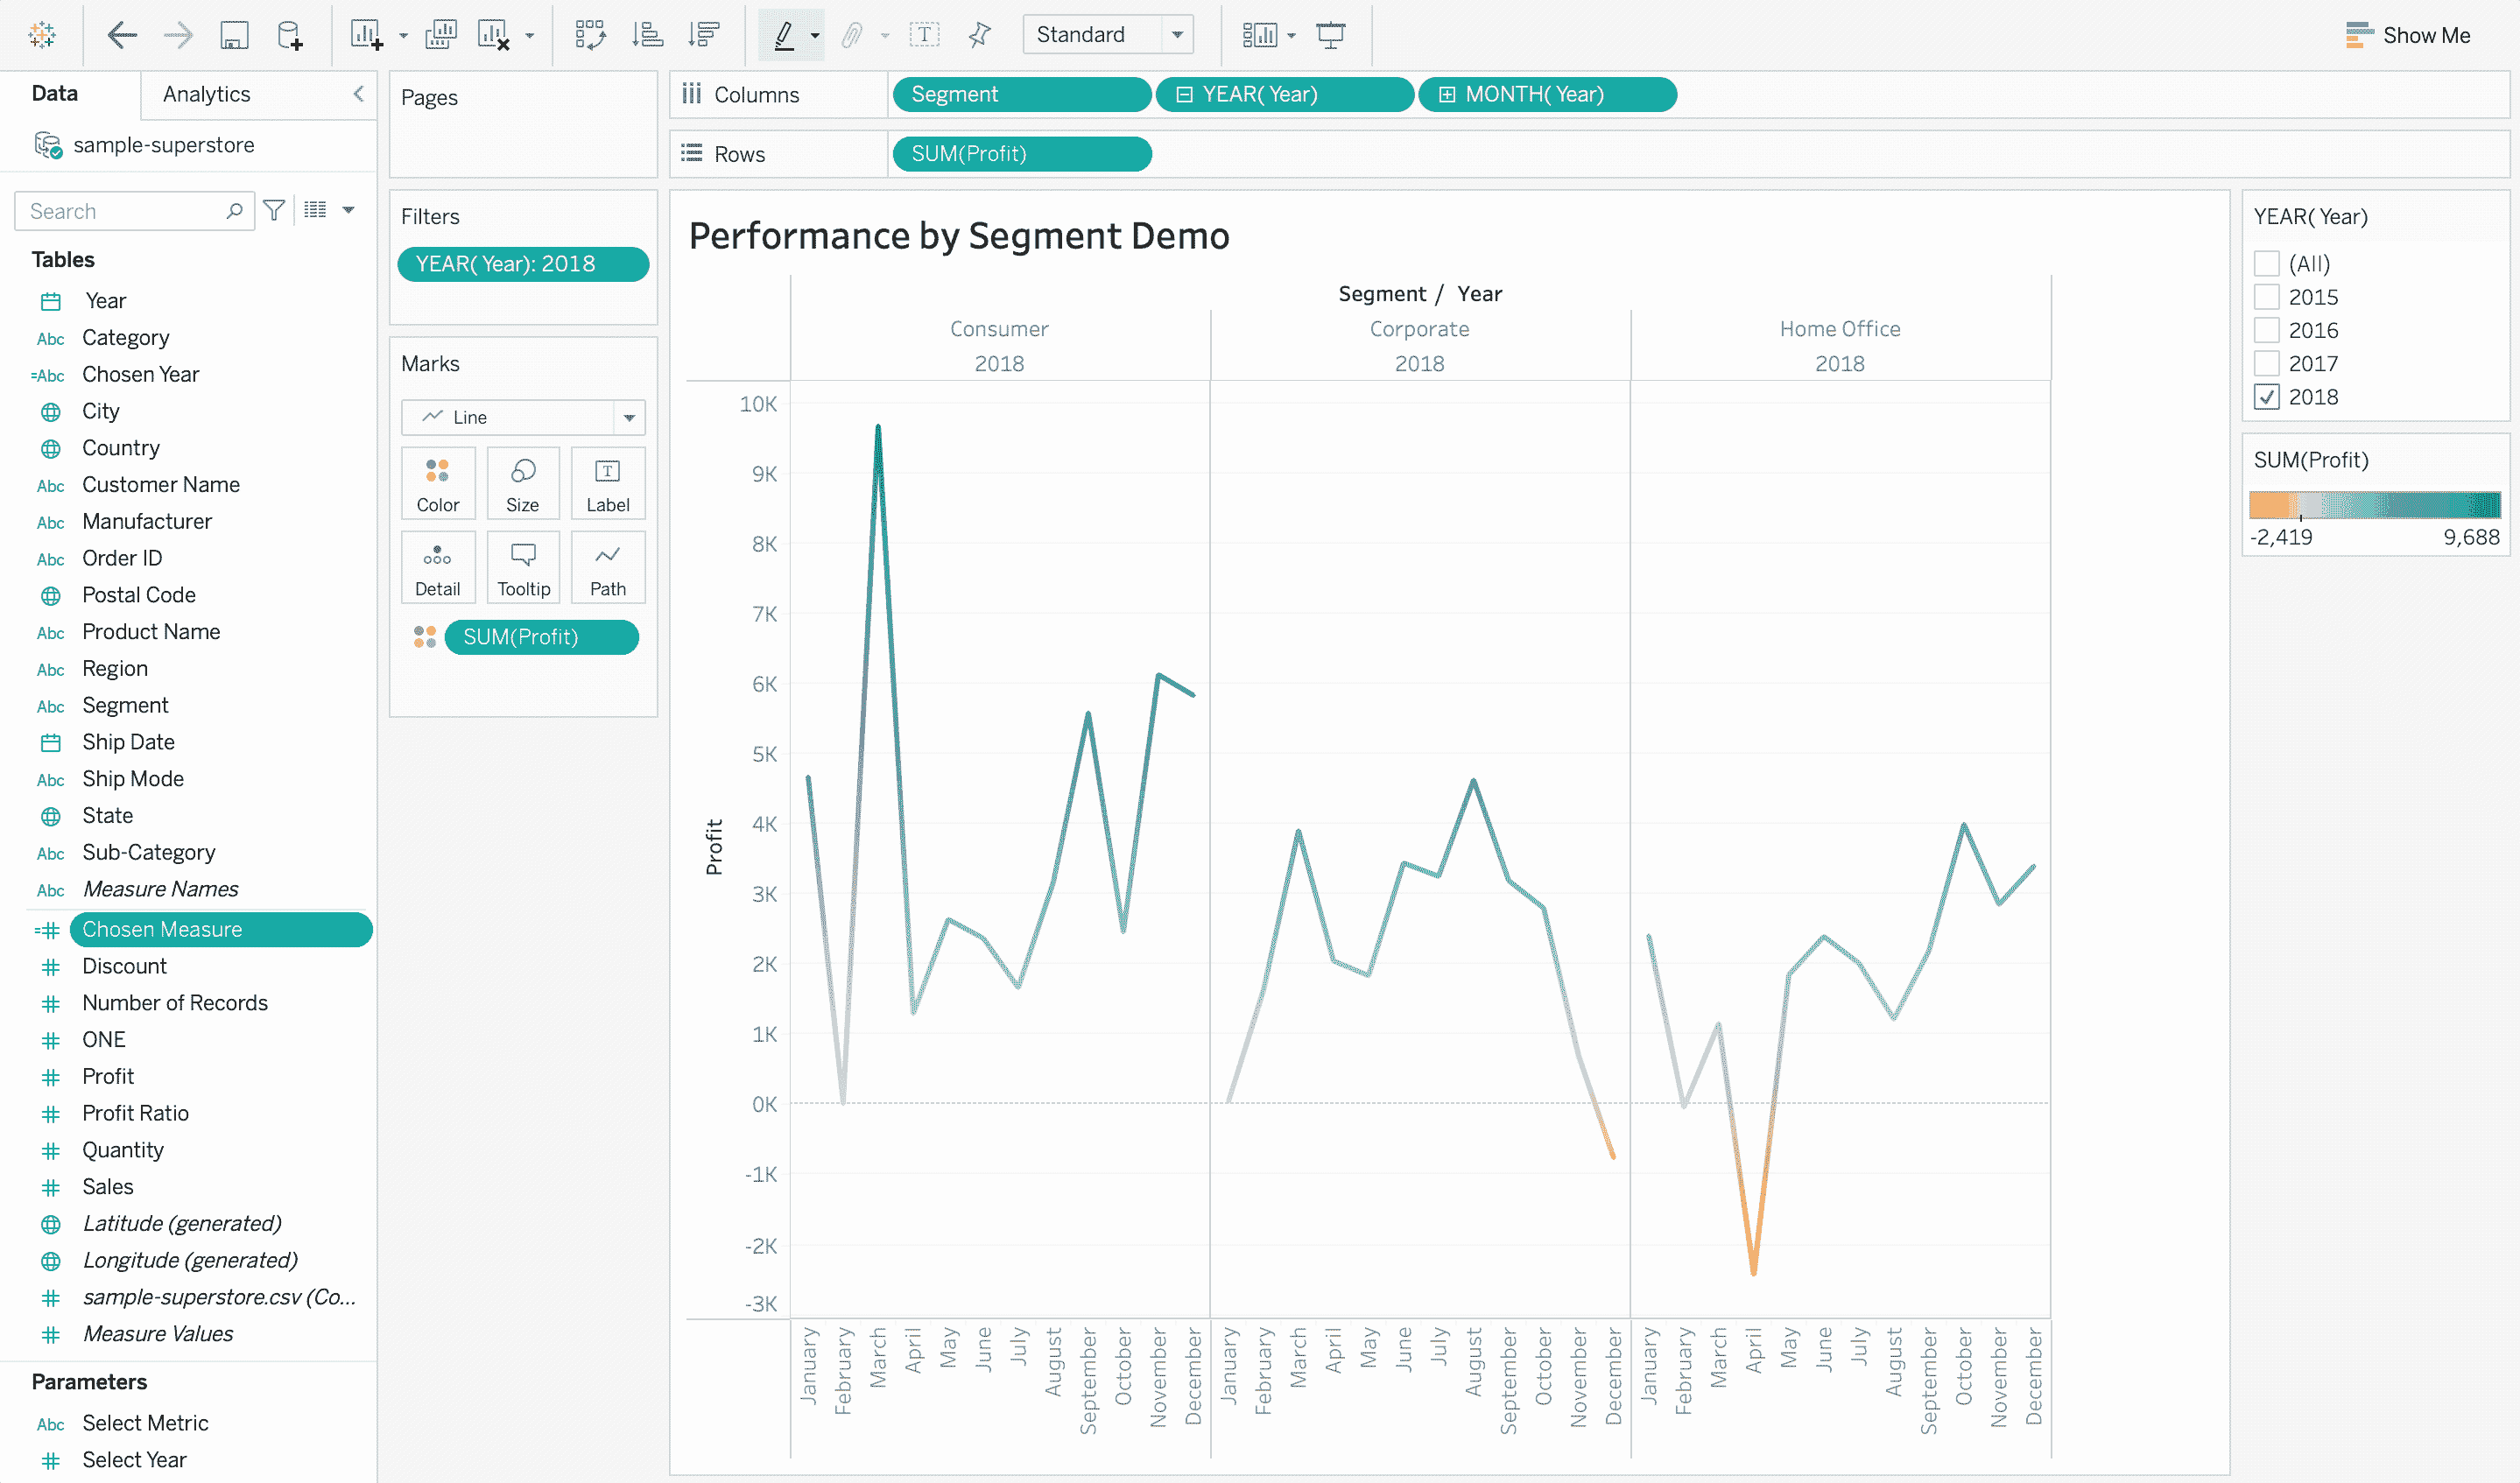 Standard
Show Me
Data
Analytics
sample-superstore
Search
Tables
Year
Abc Category
=Abc Chosen Year
City
Country
Abc Customer Name
Abc Manufacturer
Abc Order ID
Postal Code
Abc Product Name
Abc Region
Abc Segment
Ship Date
Abc Ship Mode
State
Abc Sub-Category
Abc Measure Names
=# Chosen Measure
# Discount
# Number of Records
# ONE
# Profit
# Profit Ratio
# Quantity
# Sales
Latitude (generated)
Longitude (generated)
# sample-superstore.csv (Co...
# Measure Values
Parameters
Abc Select Metric
# Select Year
Pages
Filters
YEAR(Year): 2018
Marks
Line
Color Size Label
Detail Tooltip Path
SUM(Profit)
Columns Segment YEAR(Year) MONTH(Year)
Rows SUM(Profit)
Performance by Segment Demo
Segment / Year
Consumer Corporate Home Office
2018 2018 2018
Profit
10K
9K
8K
7K
6K
5K
4K
3K
2K
1K
0K
-1K
-2K
-3K
January February March April May June July August September October November December
January February March April May June July August September October November December
January February March April May June July August September October November December
YEAR(Year)
(All)
2015
2016
2017
2018
SUM(Profit)
-2,419 9,688